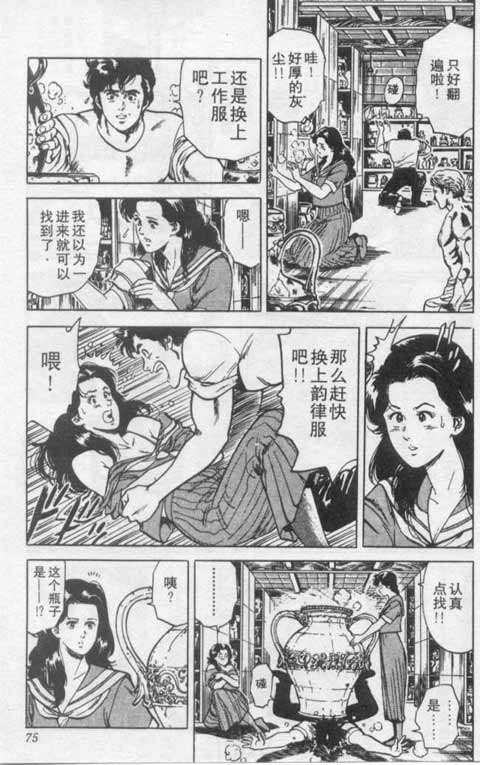 只好翻
遍啦!
哇!
好厚的灰
尘!!
碰
还是换上
工作服
吧?
嗯—
我还以为一
进来就可以
找到了.
那么赶快
换上韵律服
吧!!
喂!
认真
点找!!
……
是……
………
碰
咦?
这个瓶子
是——!?
75